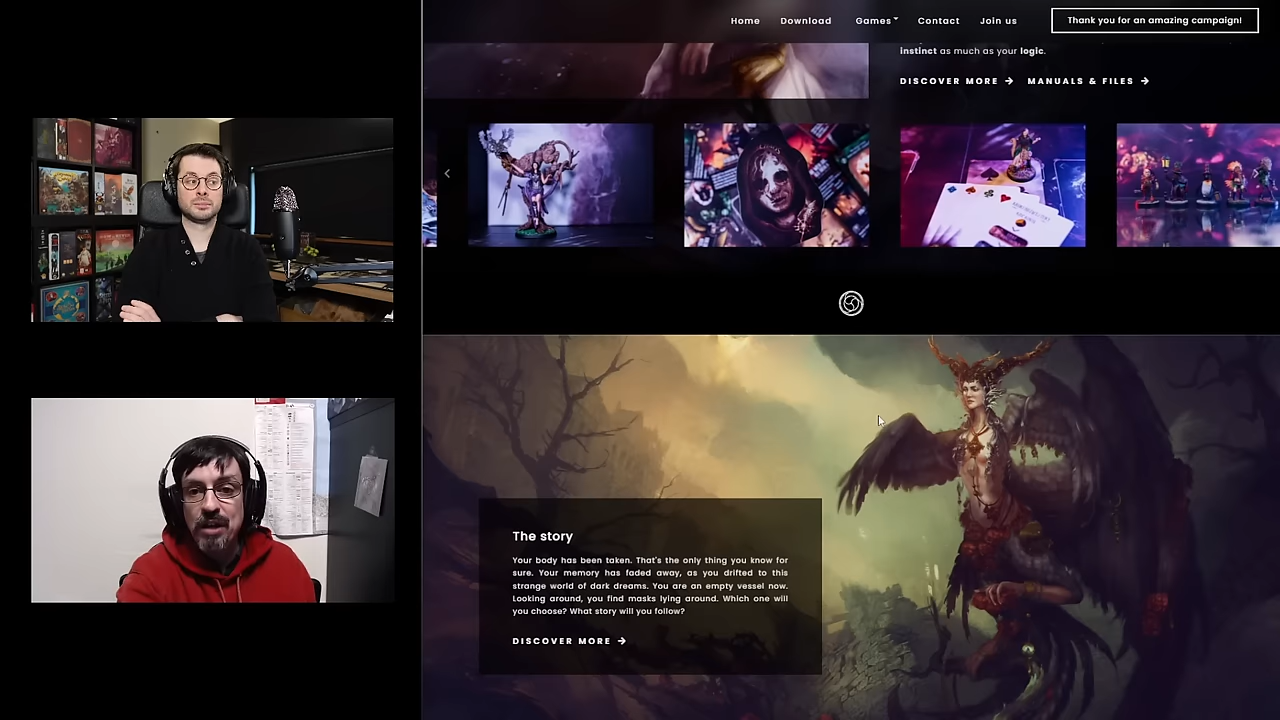 Home Download Games Contact Join us Thank you for an amazing campaign!
instinct as much as your logic.
DISCOVER MORE → MANUALS & FILES →
The story
Your body has been taken. That's the only thing you know for
sure. Your memory has faded away, as you drifted to this
strange world of dark dreams. You are an empty vessel now.
Looking around, you find masks lying around. Which one will
you choose? What story will you follow?
DISCOVER MORE →